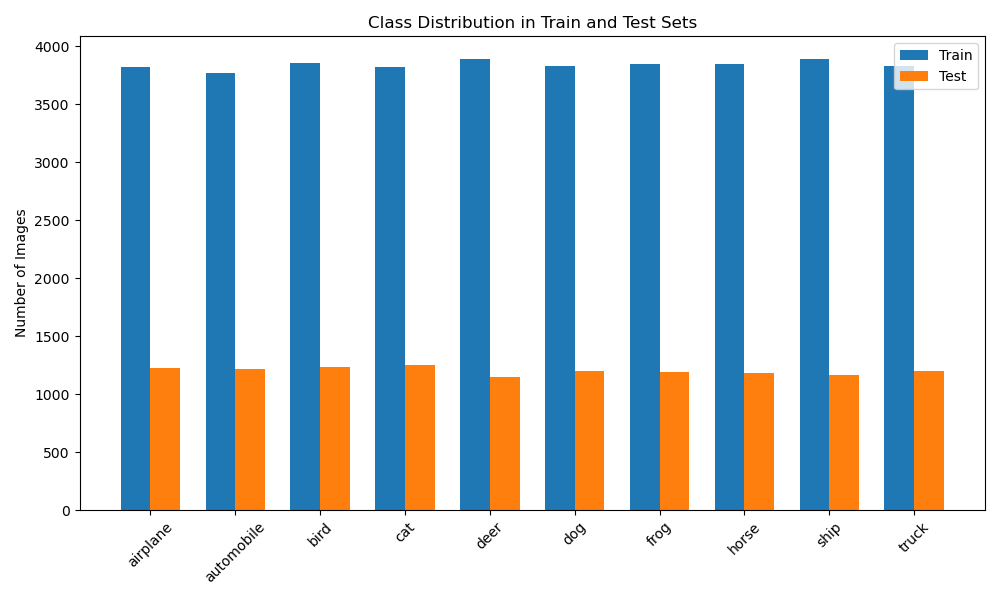 Class Distribution in Train and Test Sets
Train
Test
Number of Images
4000
3500
3000
2500
2000
1500
1000
500
0
airplane
automobile
bird
cat
deer
dog
frog
horse
ship
truck